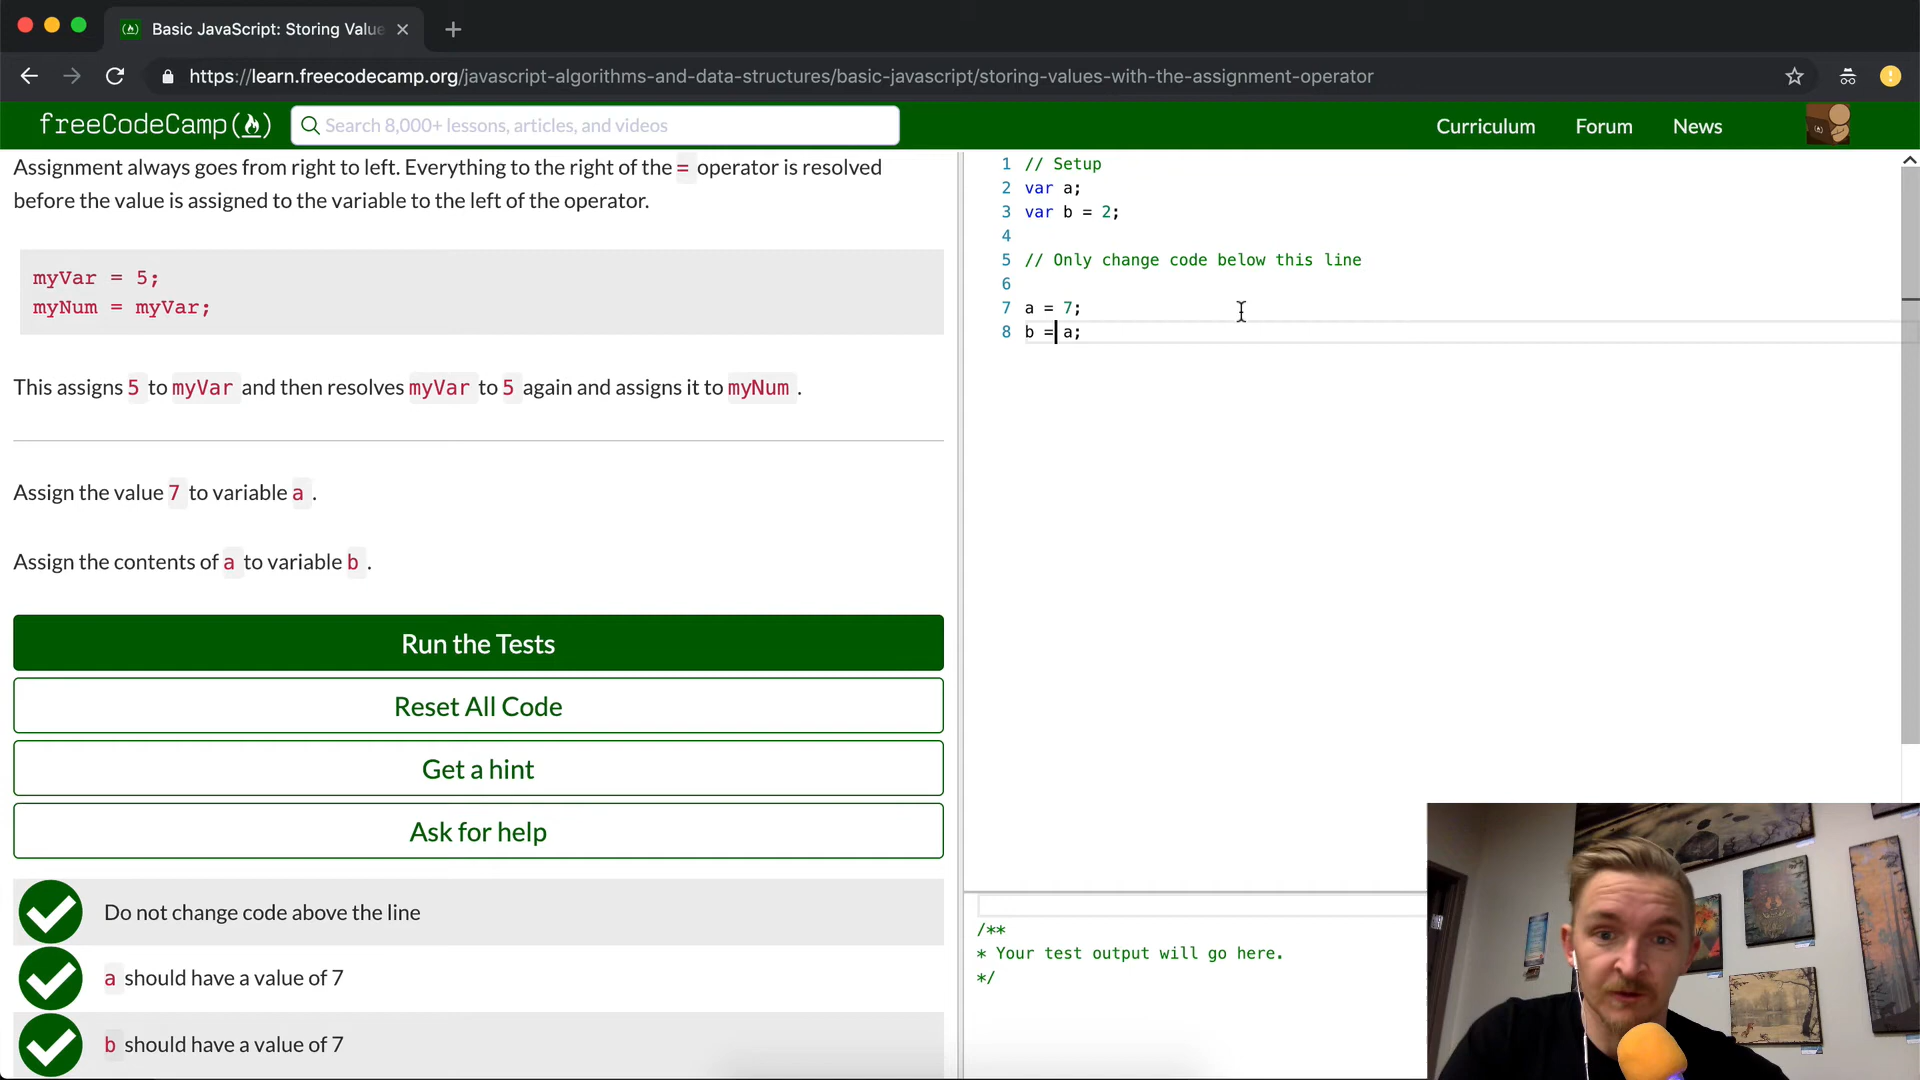 Basic JavaScript: Storing Value
https://learn.freecodecamp.org/javascript-algorithms-and-data-structures/basic-javascript/storing-values-with-the-assignment-operator
freeCodeCamp
Search 8,000+ lessons, articles, and videos
Curriculum
Forum
News
Assignment always goes from right to left. Everything to the right of the = operator is resolved
before the value is assigned to the variable to the left of the operator.
myVar = 5;
myNum = myVar;
This assigns 5 to myVar and then resolves myVar to 5 again and assigns it to myNum .
Assign the value 7 to variable a .
Assign the contents of a to variable b .
Run the Tests
Reset All Code
Get a hint
Ask for help
Do not change code above the line
a should have a value of 7
b should have a value of 7
1 // Setup
2 var a;
3 var b = 2;
4
5 // Only change code below this line
6
7 a = 7;
8 b = a;
/**
* Your test output will go here.
*/